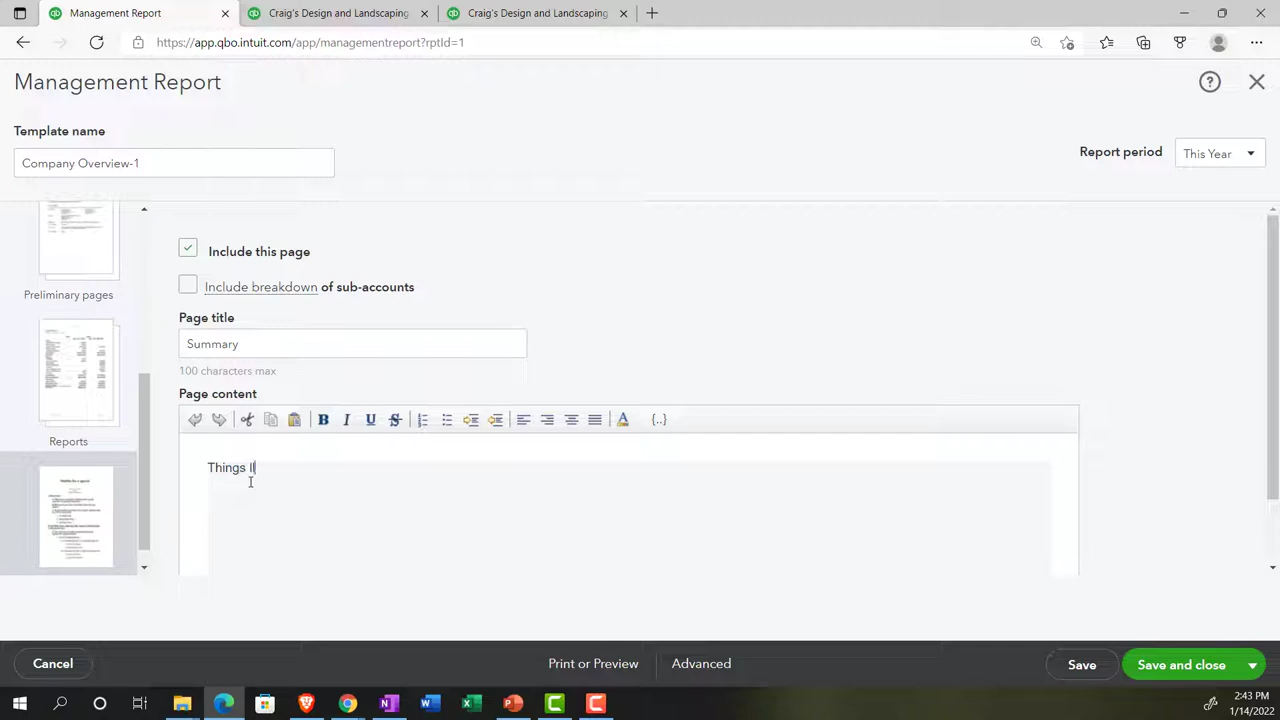 Management Report
Craig's Design and Landscaping
Craig's Design and Landscaping
https://app.qbo.intuit.com/app/managementreport?rptId=1
Management Report
Template name
Company Overview-1
Report period
This Year
Include this page
Include breakdown of sub-accounts
Page title
Summary
100 characters max
Page content
Things l
Preliminary pages
Reports
Cancel
Print or Preview
Advanced
Save
Save and close
2:43 PM
1/14/2022